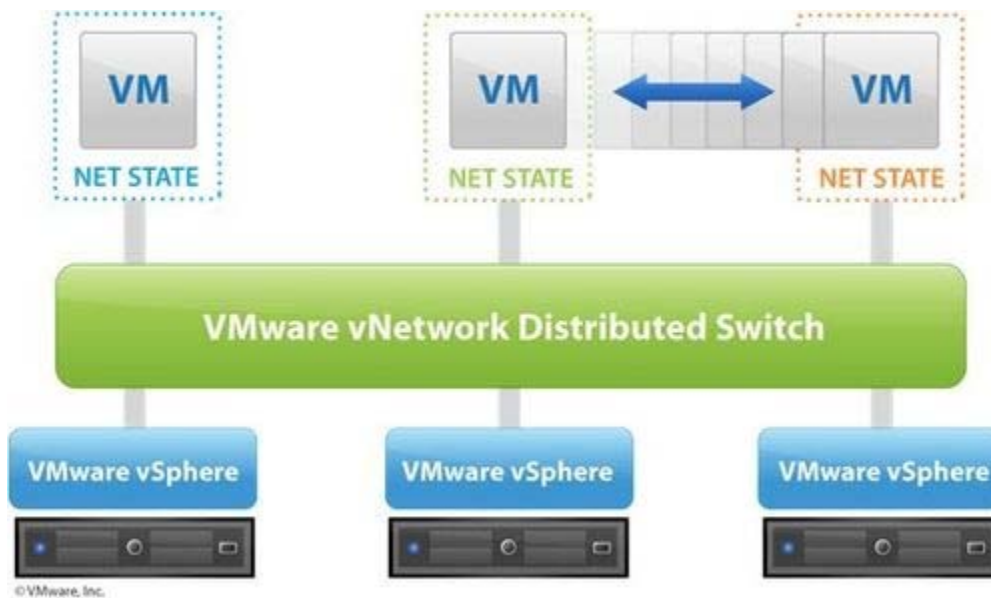 VM
VM
VM
NET STATE
NET STATE
NET STATE
VMware vNetwork Distributed Switch
VMware vSphere
VMware vSphere
VMware vSphere
© VMware, Inc.